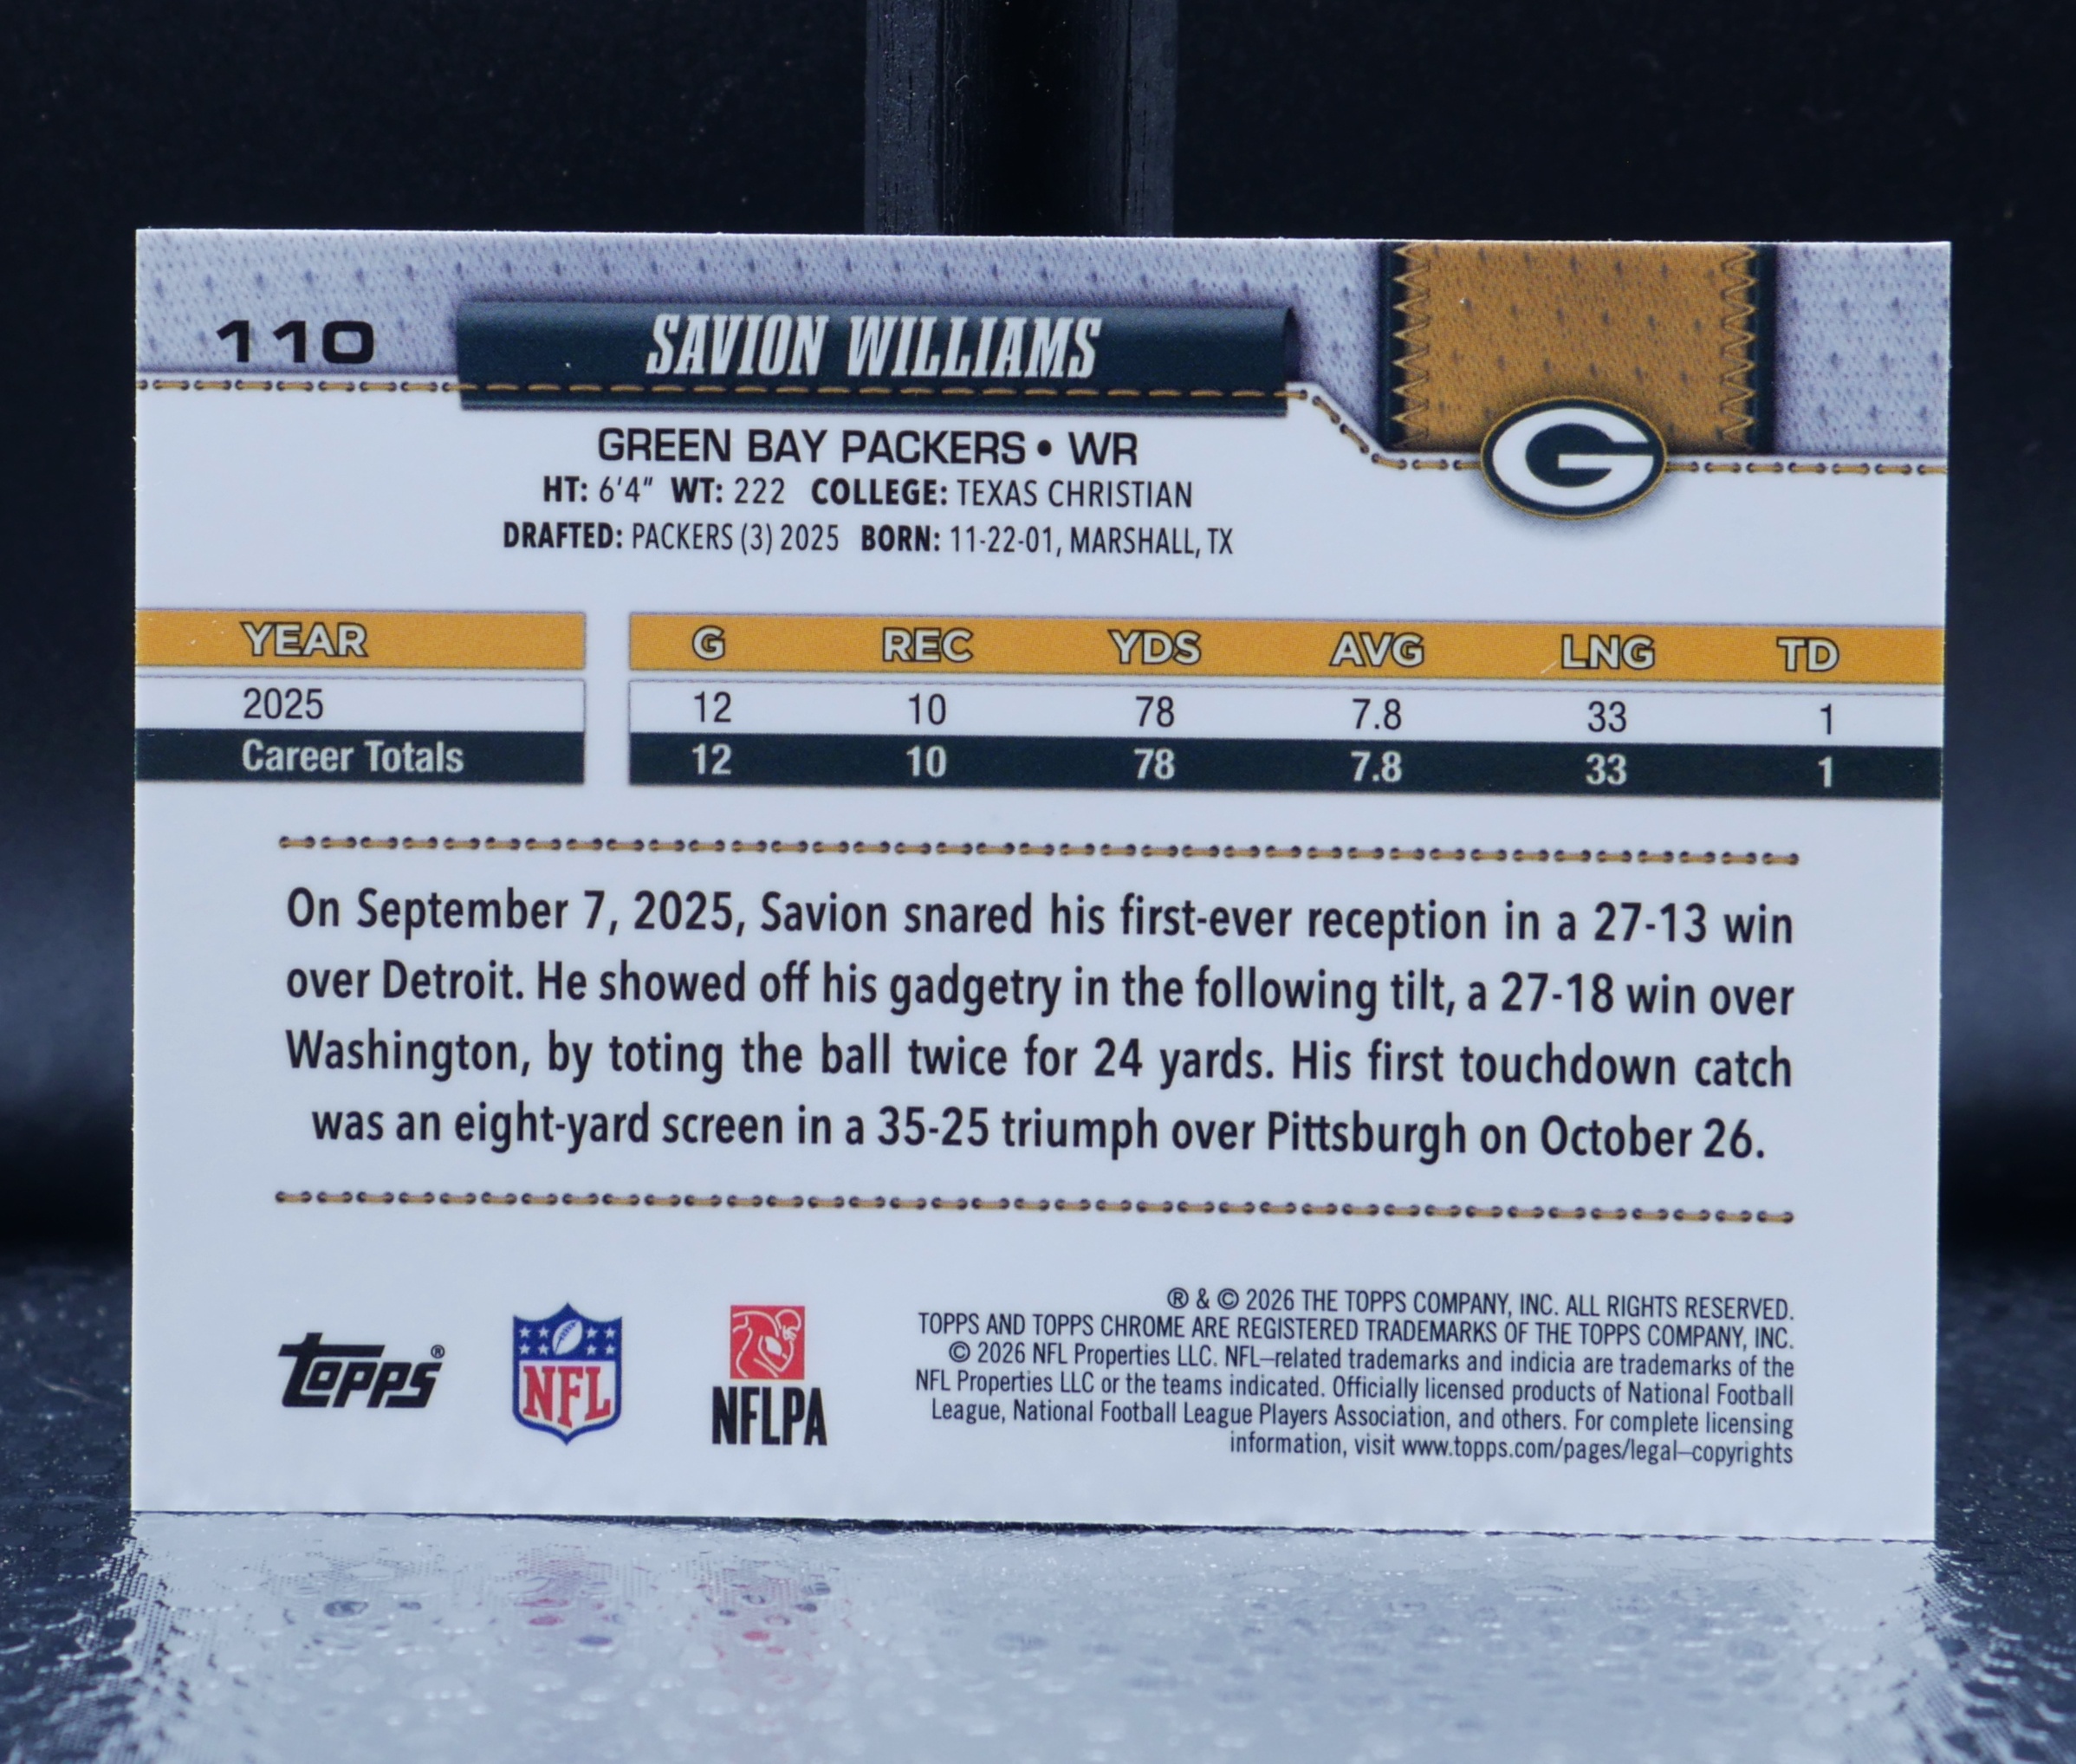 110
SAVION WILLIAMS
G
GREEN BAY PACKERS • WR
HT: 6'4" WT: 222 COLLEGE: TEXAS CHRISTIAN
DRAFTED: PACKERS (3) 2025 BORN: 11-22-01, MARSHALL, TX
YEAR G REC YDS AVG LNG TD
2025 12 10 78 7.8 33 1
Career Totals 12 10 78 7.8 33 1
On September 7, 2025, Savion snared his first-ever reception in a 27-13 win
over Detroit. He showed off his gadgetry in the following tilt, a 27-18 win over
Washington, by toting the ball twice for 24 yards. His first touchdown catch
was an eight-yard screen in a 35-25 triumph over Pittsburgh on October 26.
topps®
NFL
NFLPA
® & © 2026 THE TOPPS COMPANY, INC. ALL RIGHTS RESERVED.
TOPPS AND TOPPS CHROME ARE REGISTERED TRADEMARKS OF THE TOPPS COMPANY, INC.
© 2026 NFL Properties LLC. NFL–related trademarks and indicia are trademarks of the
NFL Properties LLC or the teams indicated. Officially licensed products of National Football
League, National Football League Players Association, and others. For complete licensing
information, visit www.topps.com/pages/legal–copyrights